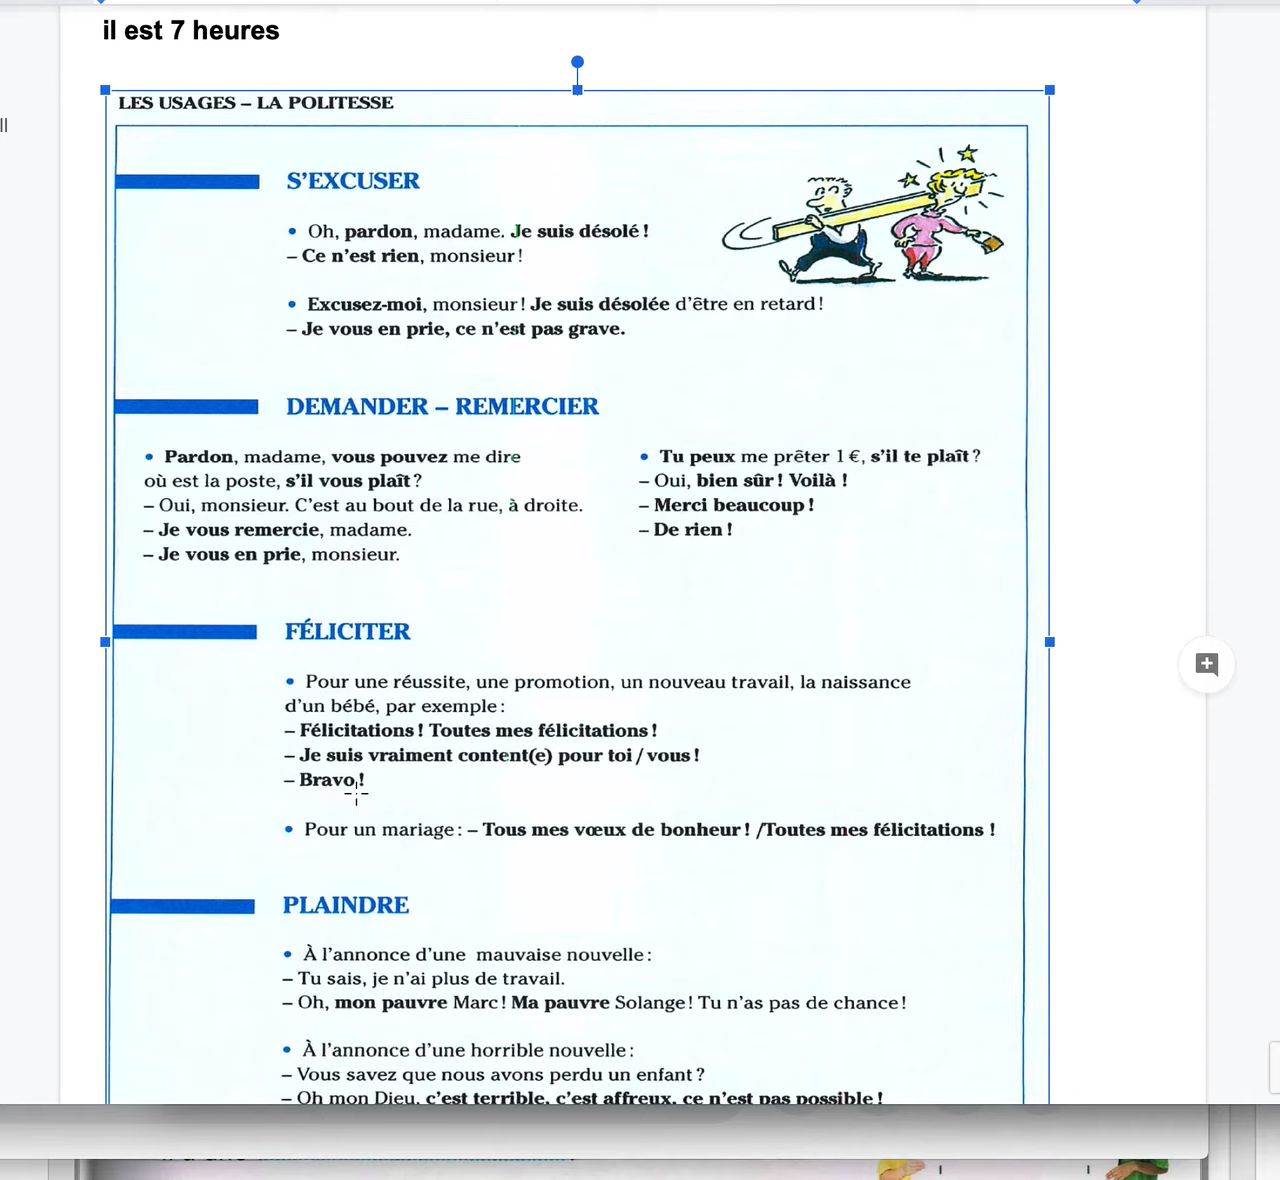 il est 7 heures
ll
LES USAGES – LA POLITESSE
S'EXCUSER
• Oh, pardon, madame. Je suis désolé !
– Ce n'est rien, monsieur !
• Excusez-moi, monsieur ! Je suis désolée d'être en retard !
– Je vous en prie, ce n'est pas grave.
DEMANDER – REMERCIER
• Pardon, madame, vous pouvez me dire
où est la poste, s'il vous plaît ?
– Oui, monsieur. C'est au bout de la rue, à droite.
– Je vous remercie, madame.
– Je vous en prie, monsieur.
• Tu peux me prêter 1 €, s'il te plaît ?
– Oui, bien sûr ! Voilà !
– Merci beaucoup !
– De rien !
FÉLICITER
• Pour une réussite, une promotion, un nouveau travail, la naissance
d'un bébé, par exemple :
– Félicitations ! Toutes mes félicitations !
– Je suis vraiment content(e) pour toi / vous !
– Bravo !
• Pour un mariage : – Tous mes vœux de bonheur ! /Toutes mes félicitations !
PLAINDRE
• À l'annonce d'une mauvaise nouvelle :
– Tu sais, je n'ai plus de travail.
– Oh, mon pauvre Marc ! Ma pauvre Solange ! Tu n'as pas de chance !
• À l'annonce d'une horrible nouvelle :
– Vous savez que nous avons perdu un enfant ?
– Oh mon Dieu, c'est terrible, c'est affreux, ce n'est pas possible !